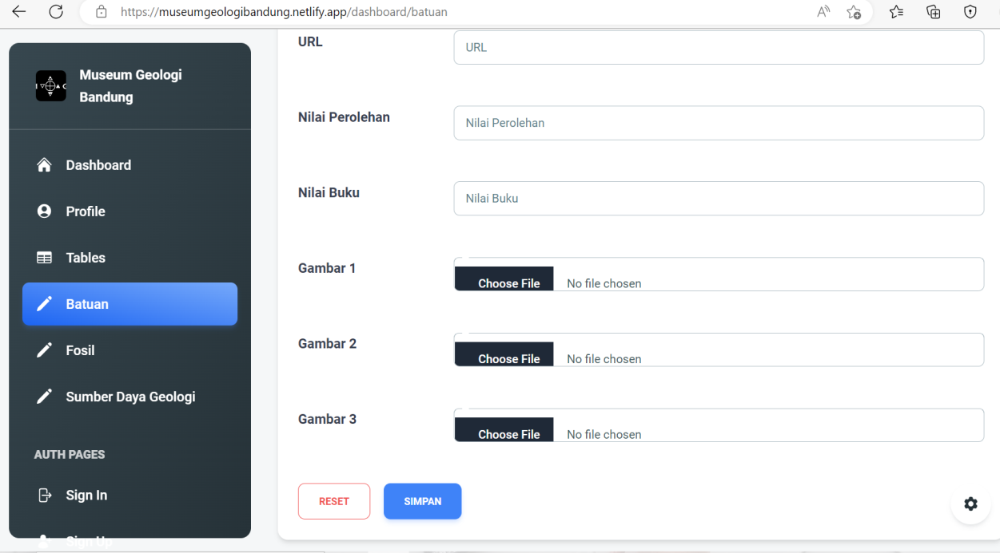 https://museumgeologibandung.netlify.app/dashboard/batuan
Museum Geologi
Bandung
Dashboard
Profile
Tables
Batuan
Fosil
Sumber Daya Geologi
AUTH PAGES
Sign In
Sign Up
URL
URL
Nilai Perolehan
Nilai Perolehan
Nilai Buku
Nilai Buku
Gambar 1
Choose File No file chosen
Gambar 2
Choose File No file chosen
Gambar 3
Choose File No file chosen
RESET
SIMPAN